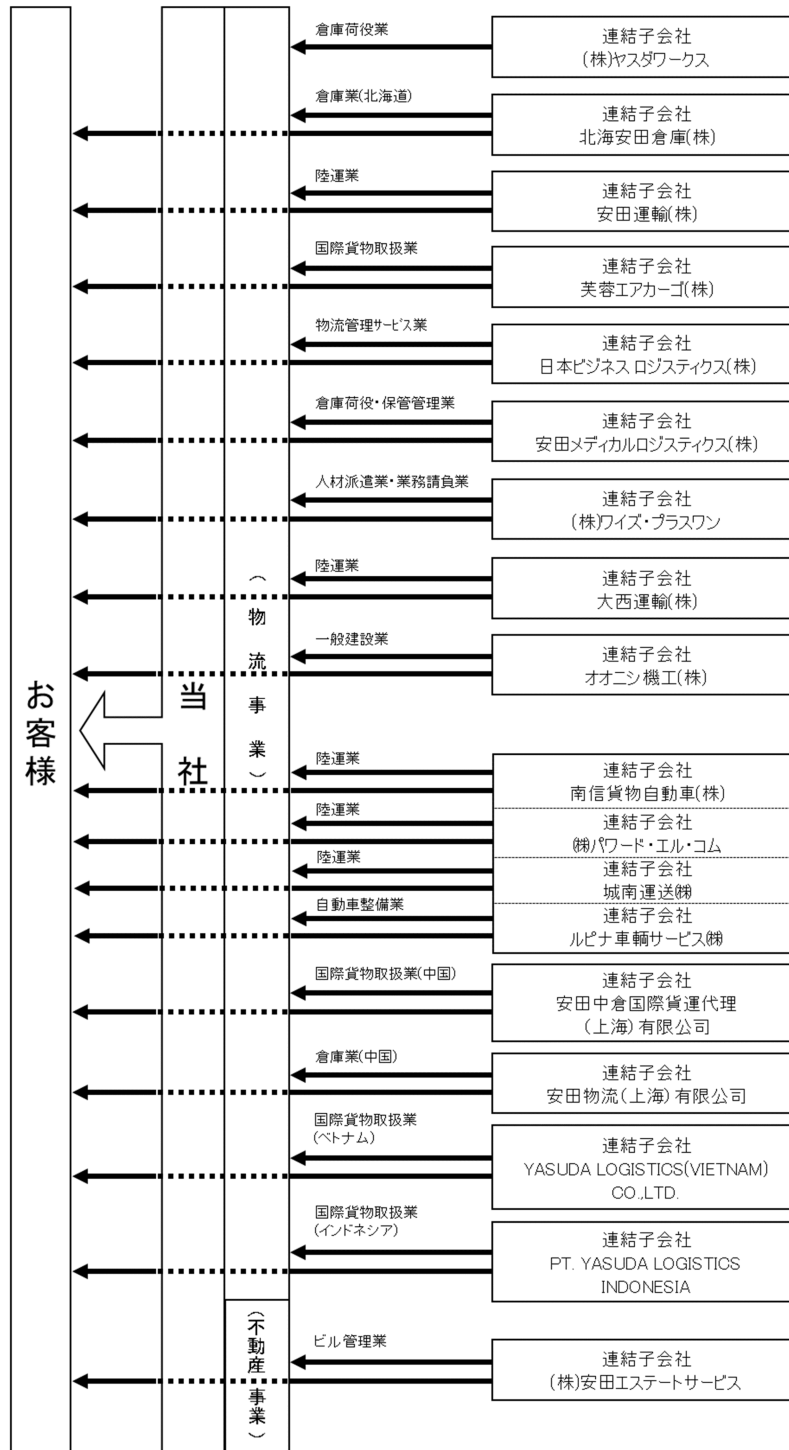 倉庫荷役業
連結子会社
(株)ヤスダワークス
倉庫業(北海道)
連結子会社
北海安田倉庫(株)
陸運業
連結子会社
安田運輸(株)
国際貨物取扱業
連結子会社
芙蓉エアカーゴ(株)
物流管理サービス業
連結子会社
日本ビジネス ロジスティクス(株)
倉庫荷役・保管管理業
連結子会社
安田メディカルロジスティクス(株)
人材派遣業・業務請負業
連結子会社
(株)ワイズ・プラスワン
陸運業
連結子会社
大西運輸(株)
一般建設業
連結子会社
オオニシ機工(株)
お客様
当社
(物流事業)
陸運業
連結子会社
南信貨物自動車(株)
陸運業
連結子会社
㈱パワード・エル・コム
陸運業
連結子会社
城南運送㈱
自動車整備業
連結子会社
ルピナ車輌サービス㈱
国際貨物取扱業(中国)
連結子会社
安田中倉国際貨運代理
(上海)有限公司
倉庫業(中国)
連結子会社
安田物流(上海)有限公司
国際貨物取扱業
(ベトナム)
連結子会社
YASUDA LOGISTICS(VIETNAM)
CO.,LTD.
国際貨物取扱業
(インドネシア)
連結子会社
PT. YASUDA LOGISTICS
INDONESIA
(不動産事業)
ビル管理業
連結子会社
(株)安田エステートサービス